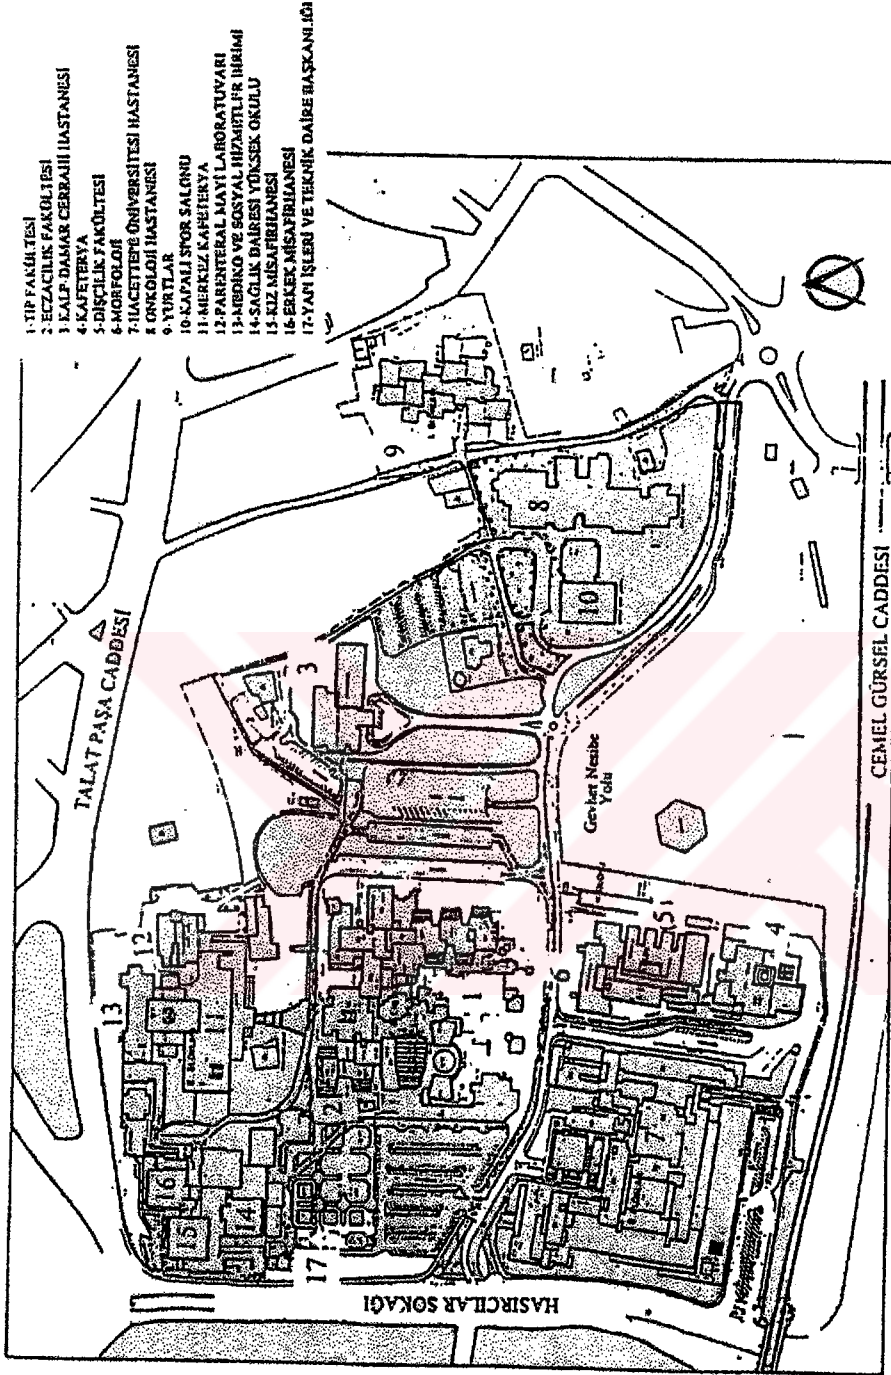 1-TIP FAKÜLTESİ
2-ECZACILIK FAKÜLTESİ
3-KALP-DAMAR CERRAHİ HASTANESİ
4-KAFETERYA
5-DİŞÇİLİK FAKÜLTESİ
6-MORFOLOJİ
7-HACETTEPE ÜNİVERSİTESİ HASTANESİ
8 ONKOLOJİ HASTANESİ
9-YURTLAR
10-KAPALI SPOR SALONU
11-MERKEZ KAFETERYA
12-PARENTERAL MAYİ LABORATUVARI
13-MEDİKO VE SOSYAL HİZMETLER BİRİMİ
14-SAĞLIK DAİRESİ YÜKSEK OKULU
15-KIZ MİSAFİRHANESİ
16-ERKEK MİSAFİRHANESİ
17-YAPI İŞLERİ VE TEKNİK DAİRE BAŞKANLIĞI
TALATPAŞA CADDESİ
13
12
11
16
15
14
17
2
1
3
9
8
10
6
5
4
7
Gevher Nesibe
Yolu
HASIRCILAR SOKAĞI
CEMEL GÜRSEL CADDESİ